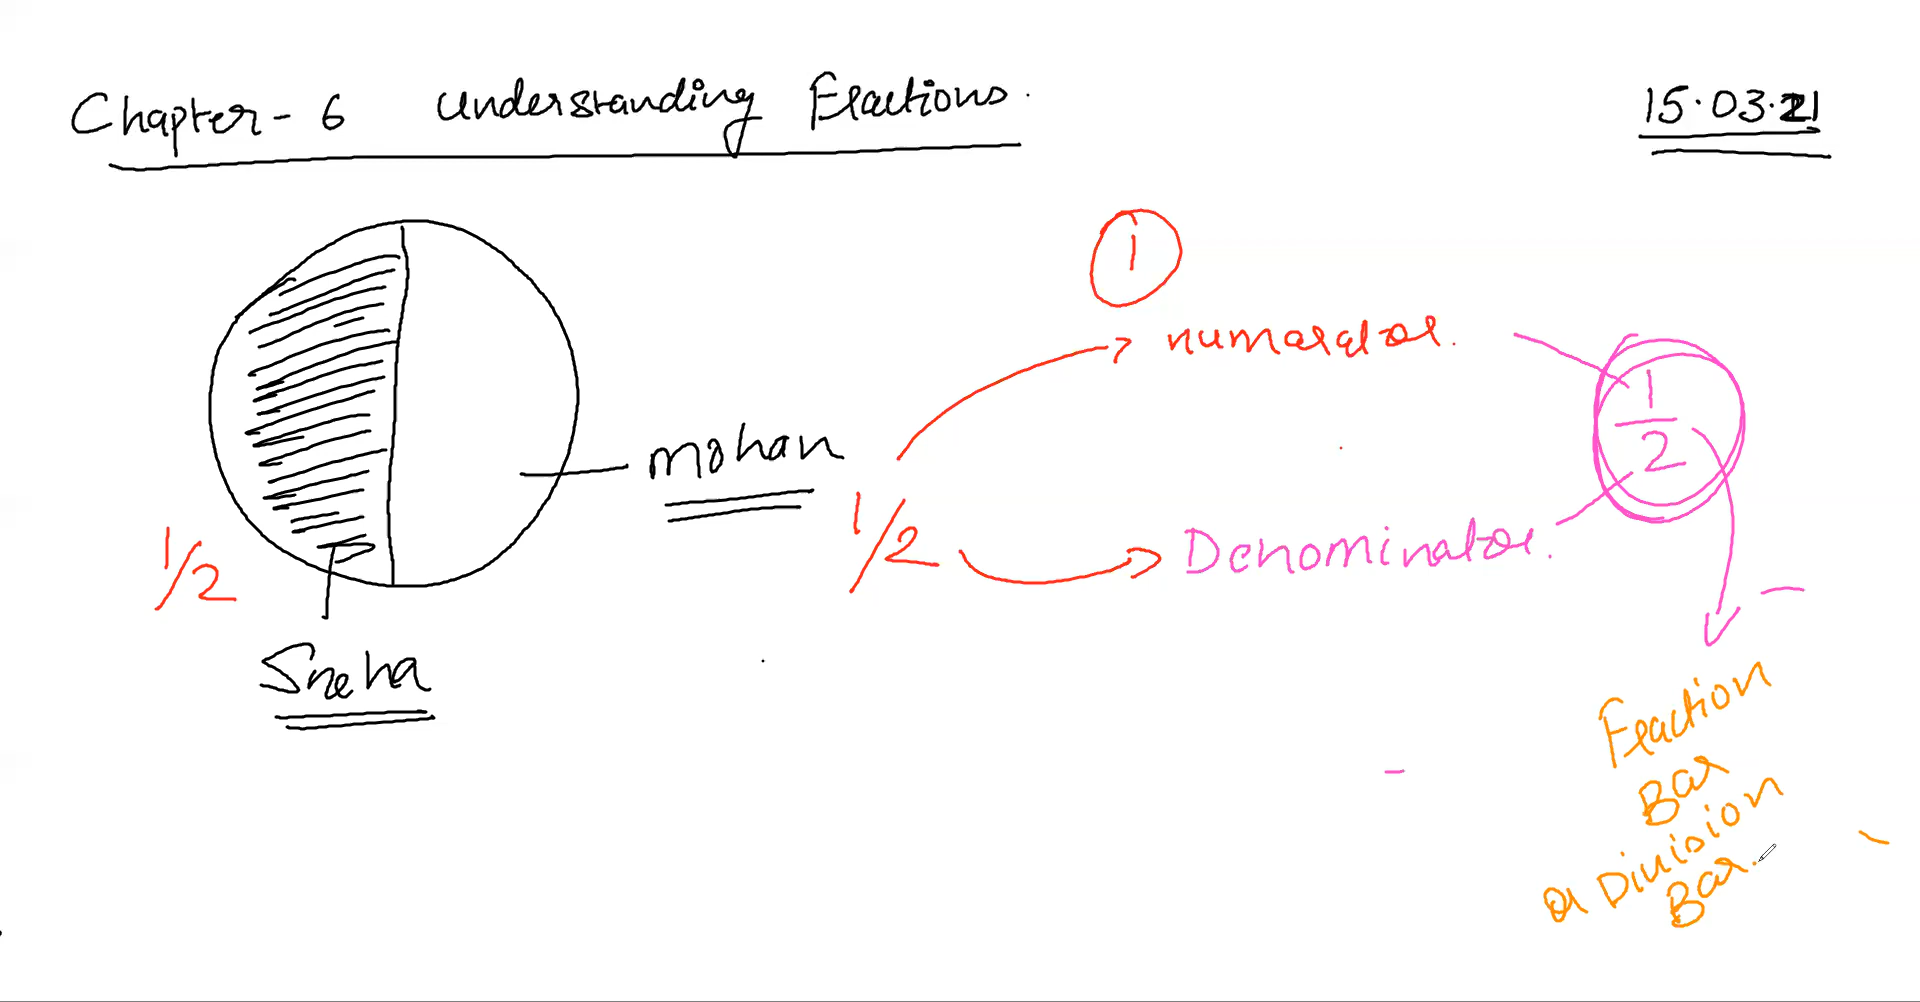 Chapter - 6 Understanding Fractions.
15.03.21
1
numerator.
1/2
mohan
1/2
1/2
Denominator.
Sneha
Fraction
Bar
or Division
Bar.